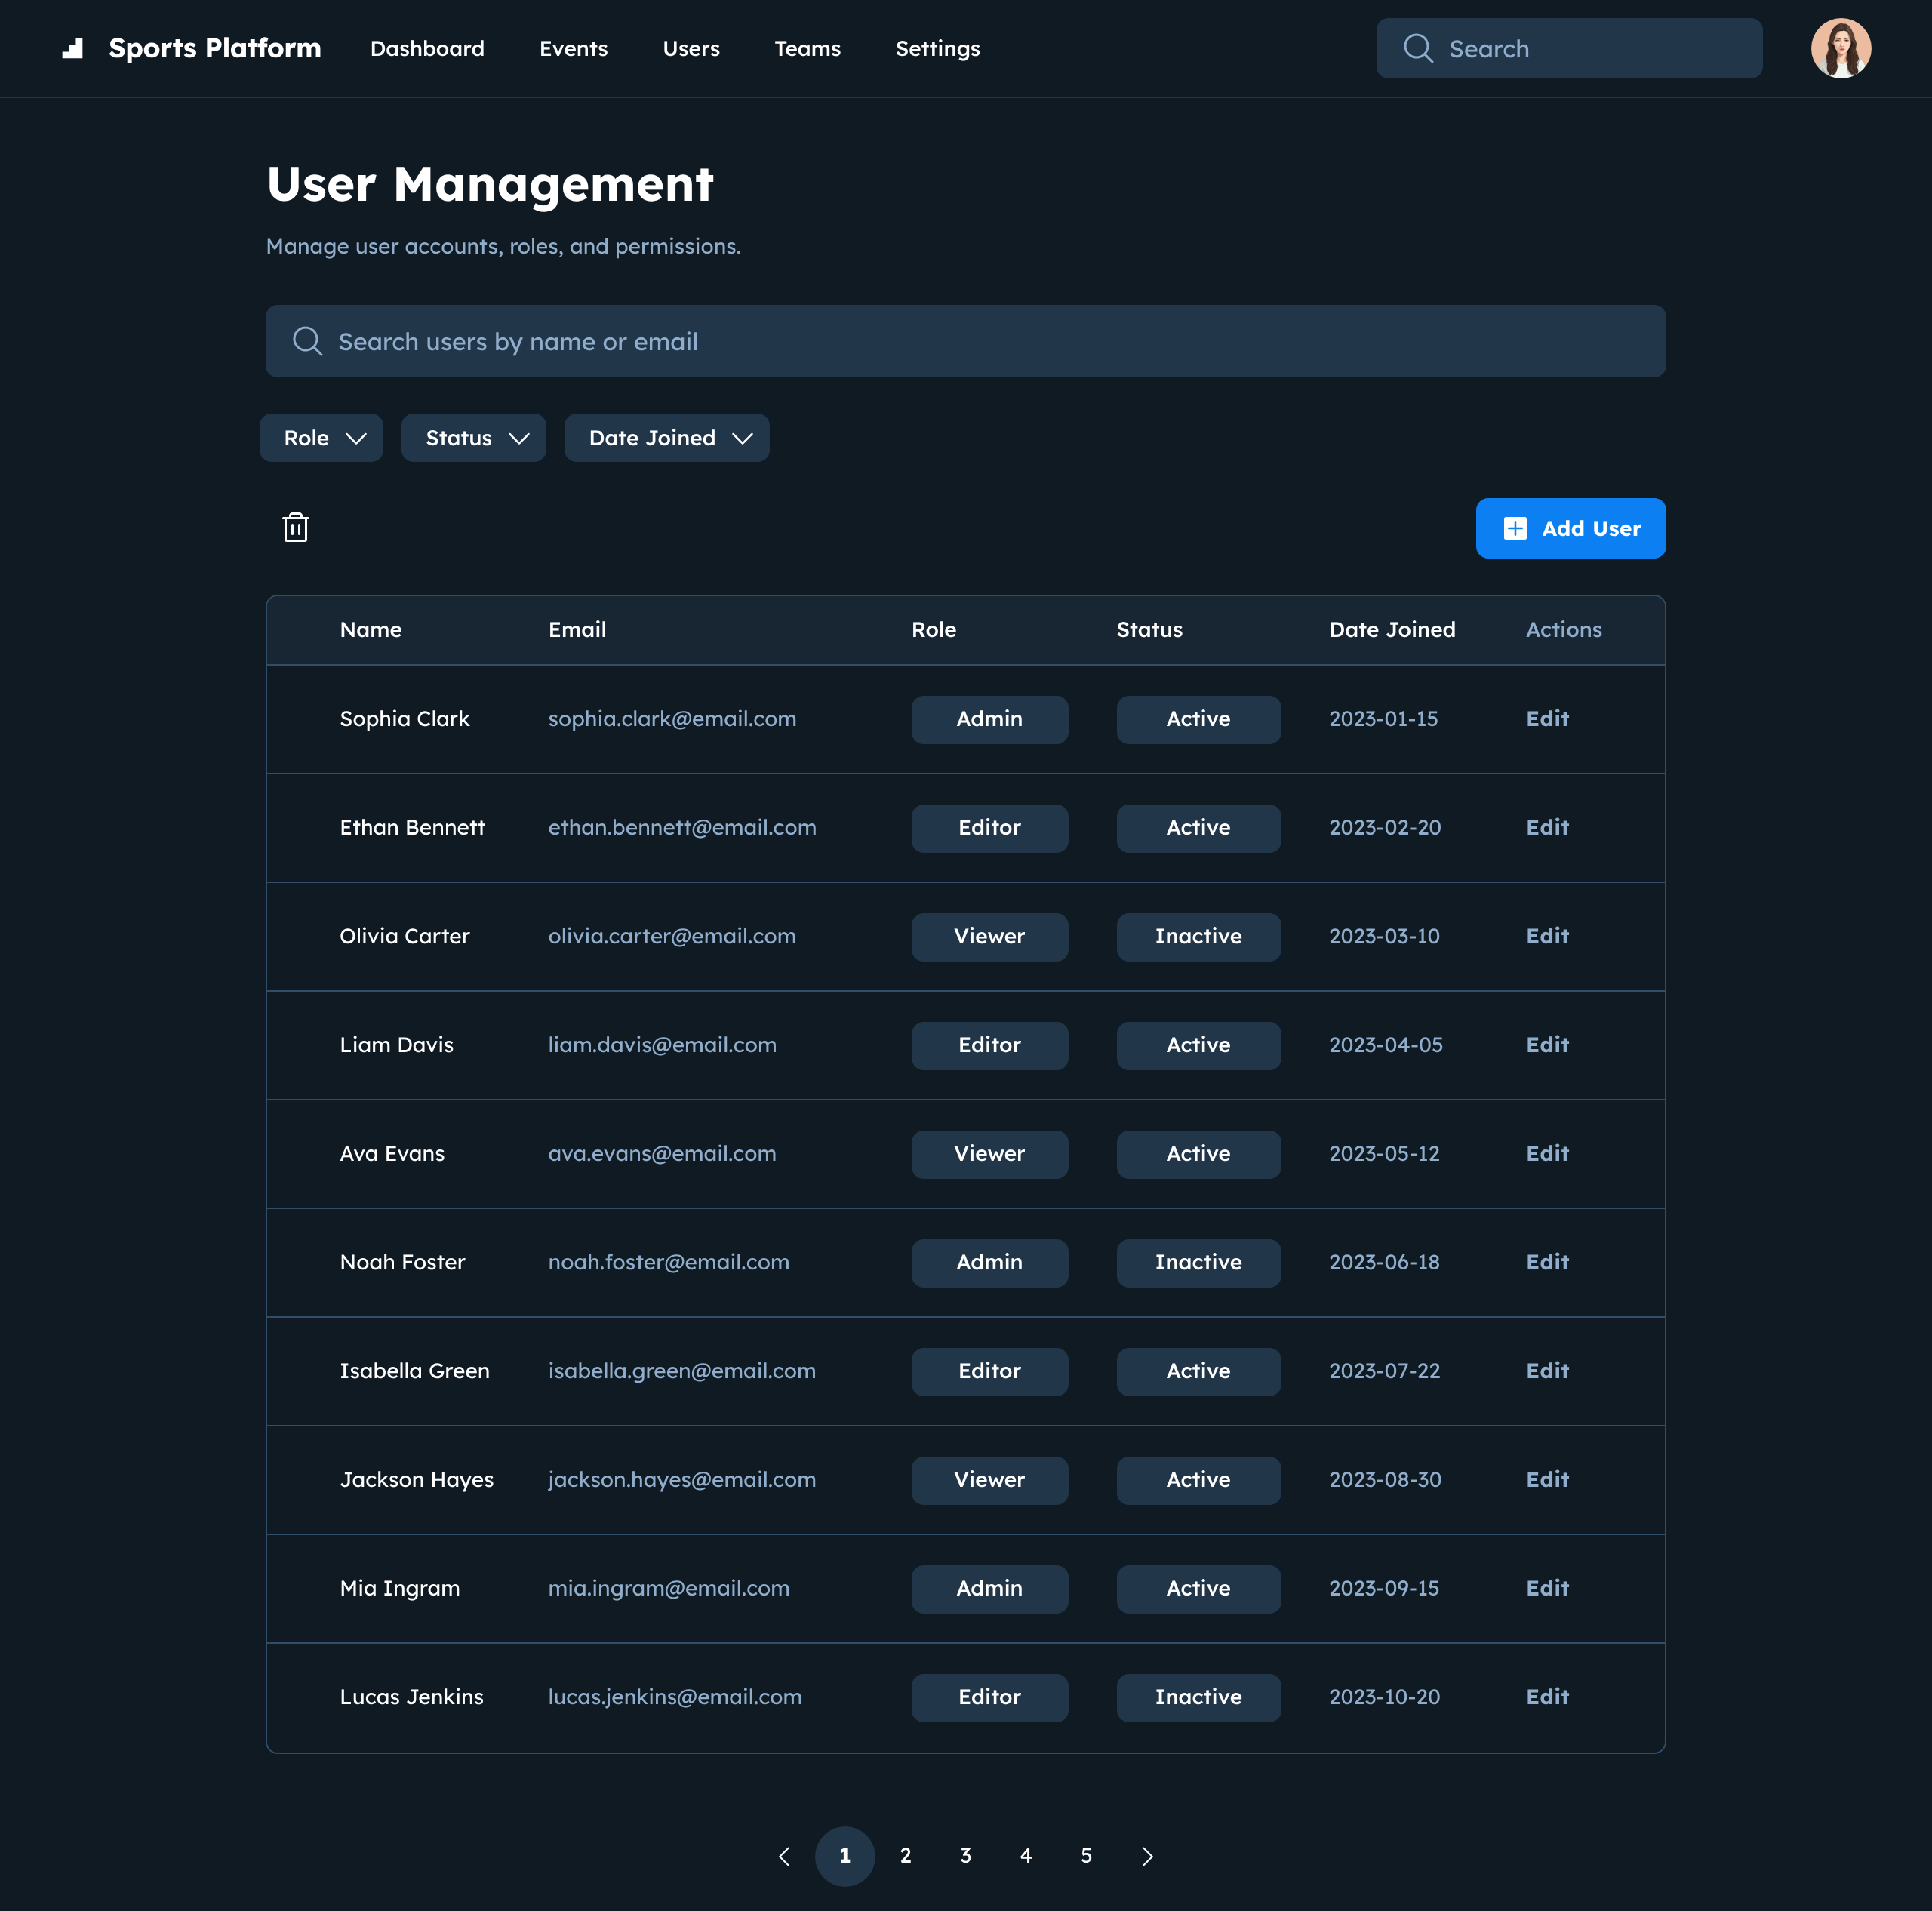 Sports Platform Dashboard Events Users Teams Settings Search
User Management
Manage user accounts, roles, and permissions.
Search users by name or email
Role Status Date Joined
Add User
Name Email Role Status Date Joined Actions
Sophia Clark sophia.clark@email.com Admin Active 2023-01-15 Edit
Ethan Bennett ethan.bennett@email.com Editor Active 2023-02-20 Edit
Olivia Carter olivia.carter@email.com Viewer Inactive 2023-03-10 Edit
Liam Davis liam.davis@email.com Editor Active 2023-04-05 Edit
Ava Evans ava.evans@email.com Viewer Active 2023-05-12 Edit
Noah Foster noah.foster@email.com Admin Inactive 2023-06-18 Edit
Isabella Green isabella.green@email.com Editor Active 2023-07-22 Edit
Jackson Hayes jackson.hayes@email.com Viewer Active 2023-08-30 Edit
Mia Ingram mia.ingram@email.com Admin Active 2023-09-15 Edit
Lucas Jenkins lucas.jenkins@email.com Editor Inactive 2023-10-20 Edit
1 2 3 4 5